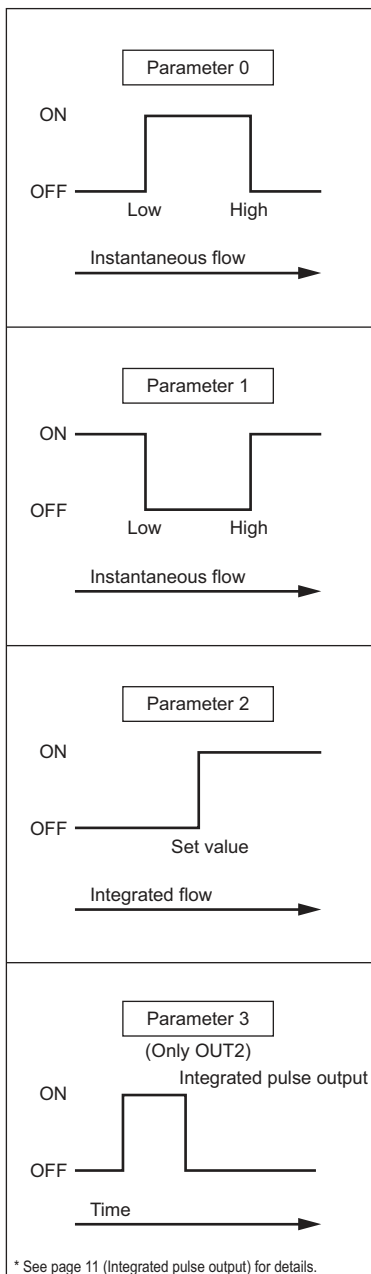 Parameter 0
ON
OFF
Low High
Instantaneous flow
Parameter 1
ON
OFF
Low High
Instantaneous flow
Parameter 2
ON
OFF
Set value
Integrated flow
Parameter 3
(Only OUT2)
Integrated pulse output
ON
OFF
Time
* See page 11 (Integrated pulse output) for details.